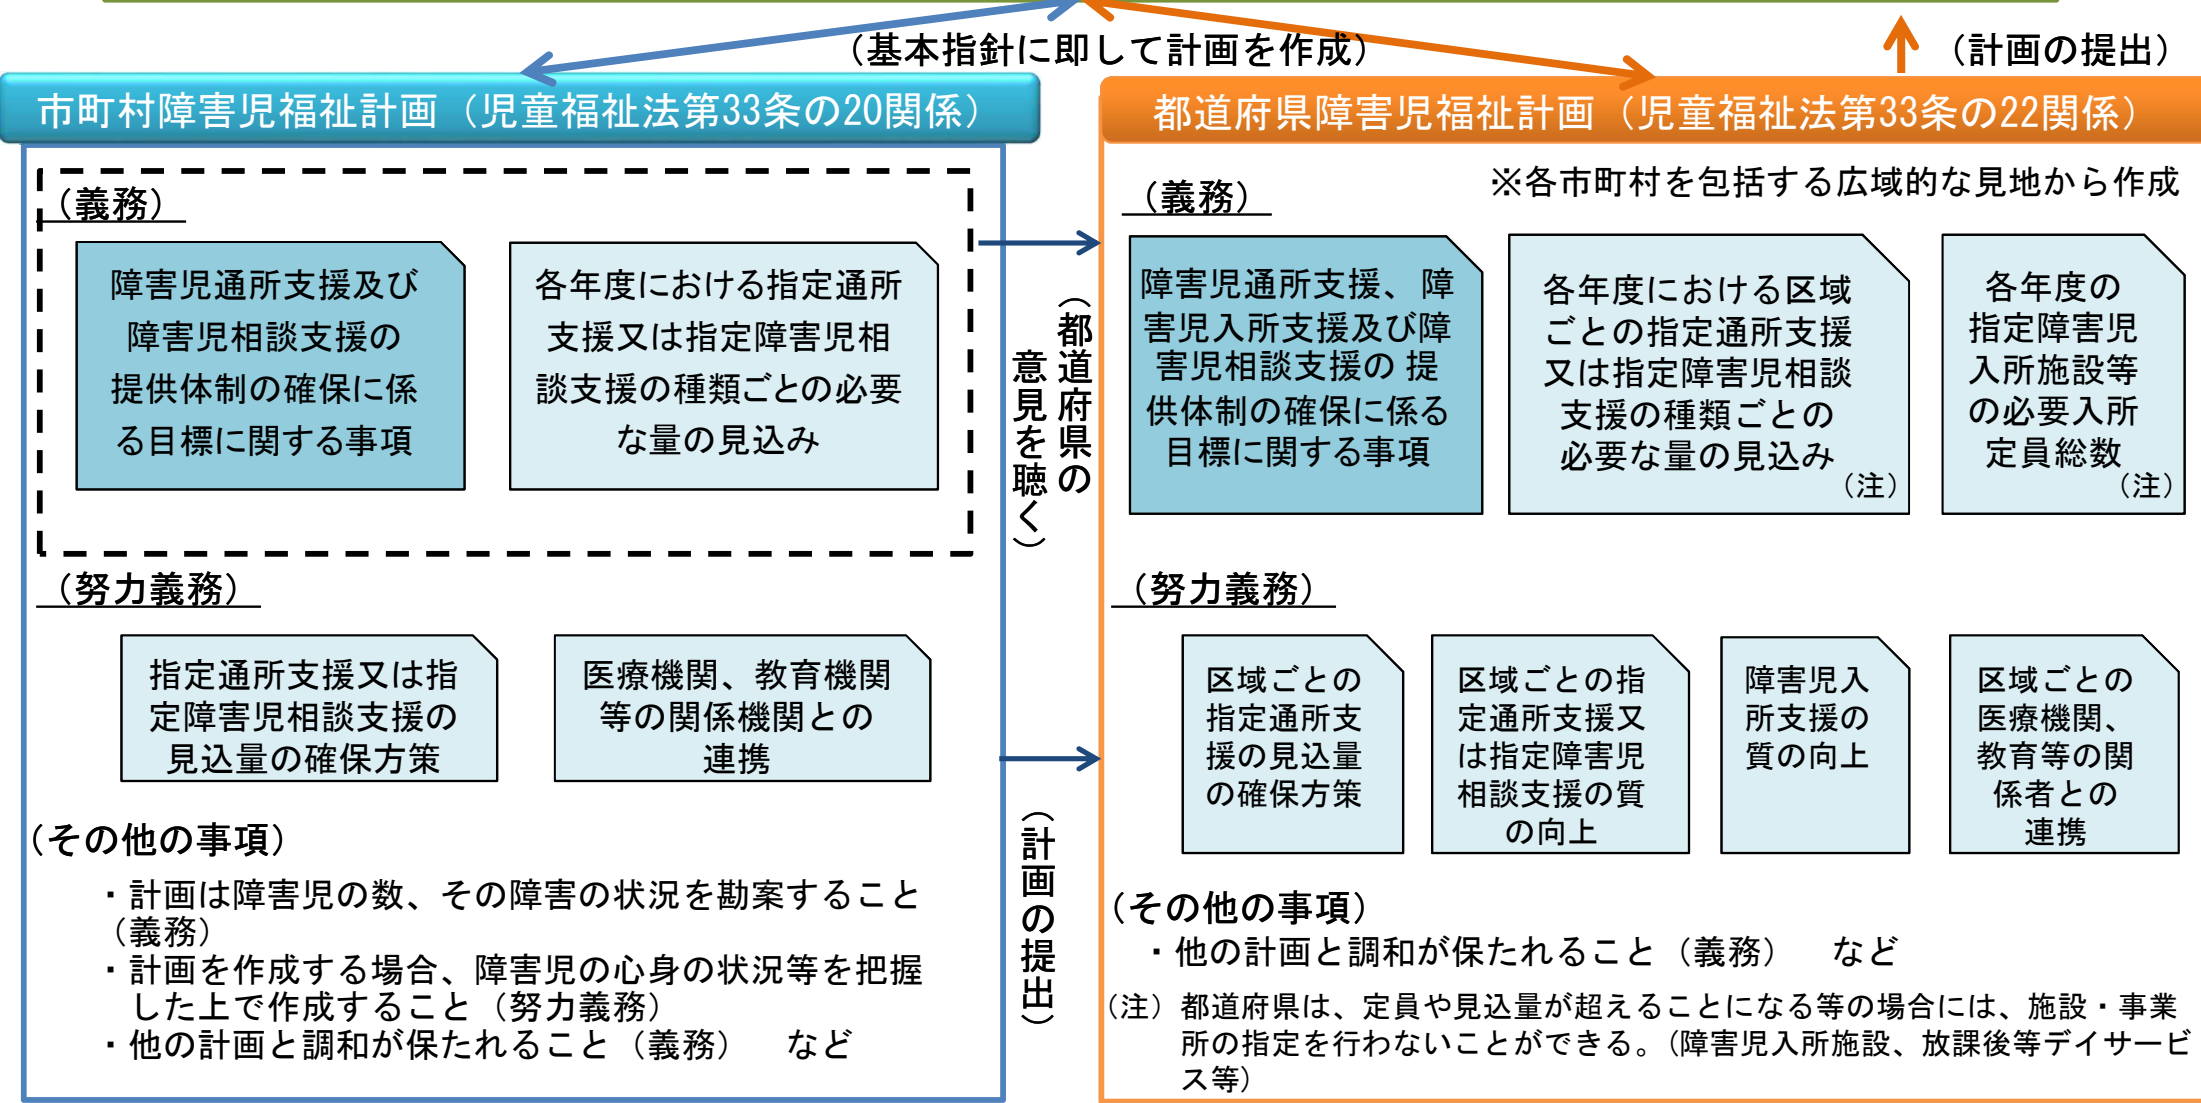 （基本指針に即して計画を作成）
（計画の提出）
市町村障害児福祉計画（児童福祉法第33条の20関係）
（義務）
障害児通所支援及び
障害児相談支援の
提供体制の確保に係
る目標に関する事項
各年度における指定通所
支援又は指定障害児相
談支援の種類ごとの必要
な量の見込み
（努力義務）
指定通所支援又は指
定障害児相談支援の
見込量の確保方策
医療機関、教育機関
等の関係機関との
連携
（その他の事項）
・計画は障害児の数、その障害の状況を勘案すること
（義務）
・計画を作成する場合、障害児の心身の状況等を把握
した上で作成すること（努力義務）
・他の計画と調和が保たれること（義務）　など
（都道府県の
意見を聴く）
（計画の提出）
都道府県障害児福祉計画（児童福祉法第33条の22関係）
※各市町村を包括する広域的な見地から作成
（義務）
障害児通所支援、障
害児入所支援及び障
害児相談支援の 提
供体制の確保に係る
目標に関する事項
各年度における区域
ごとの指定通所支援
又は指定障害児相談
支援の種類ごとの
必要な量の見込み
（注）
各年度の
指定障害児
入所施設等
の必要入所
定員総数
（注）
（努力義務）
区域ごとの
指定通所支
援の見込量
の確保方策
区域ごとの指
定通所支援又
は指定障害児
相談支援の質
の向上
障害児入
所支援の
質の向上
区域ごとの
医療機関、
教育等の関
係者との
連携
（その他の事項）
・他の計画と調和が保たれること（義務）　など
（注）都道府県は、定員や見込量が超えることになる等の場合には、施設・事業
所の指定を行わないことができる。（障害児入所施設、放課後等デイサービ
ス等）